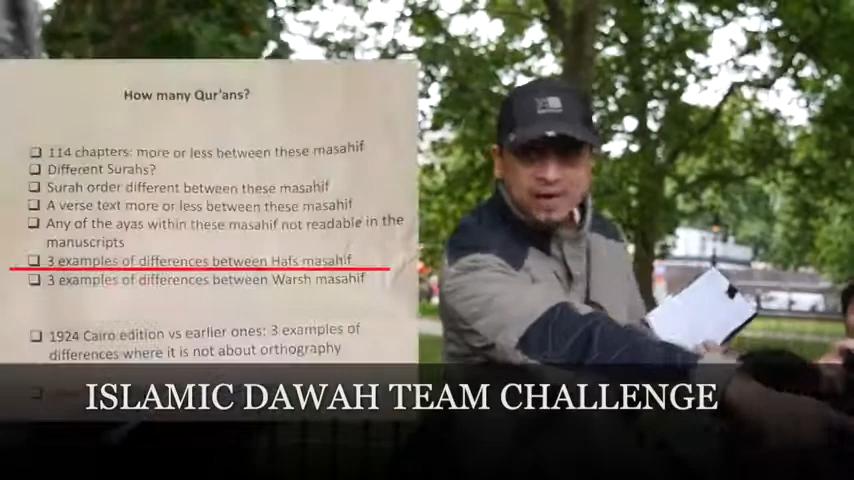 How many Qur'ans?
❑ 114 chapters: more or less between these masahif
❑ Different Surahs?
❑ Surah order different between these masahif
❑ A verse text more or less between these masahif
❑ Any of the ayas within these masahif not readable in the
manuscripts
❑ 3 examples of differences between Hafs masahif
❑ 3 examples of differences between Warsh masahif
❑ 1924 Cairo edition vs earlier ones: 3 examples of
differences where it is not about orthography
ISLAMIC DAWAH TEAM CHALLENGE